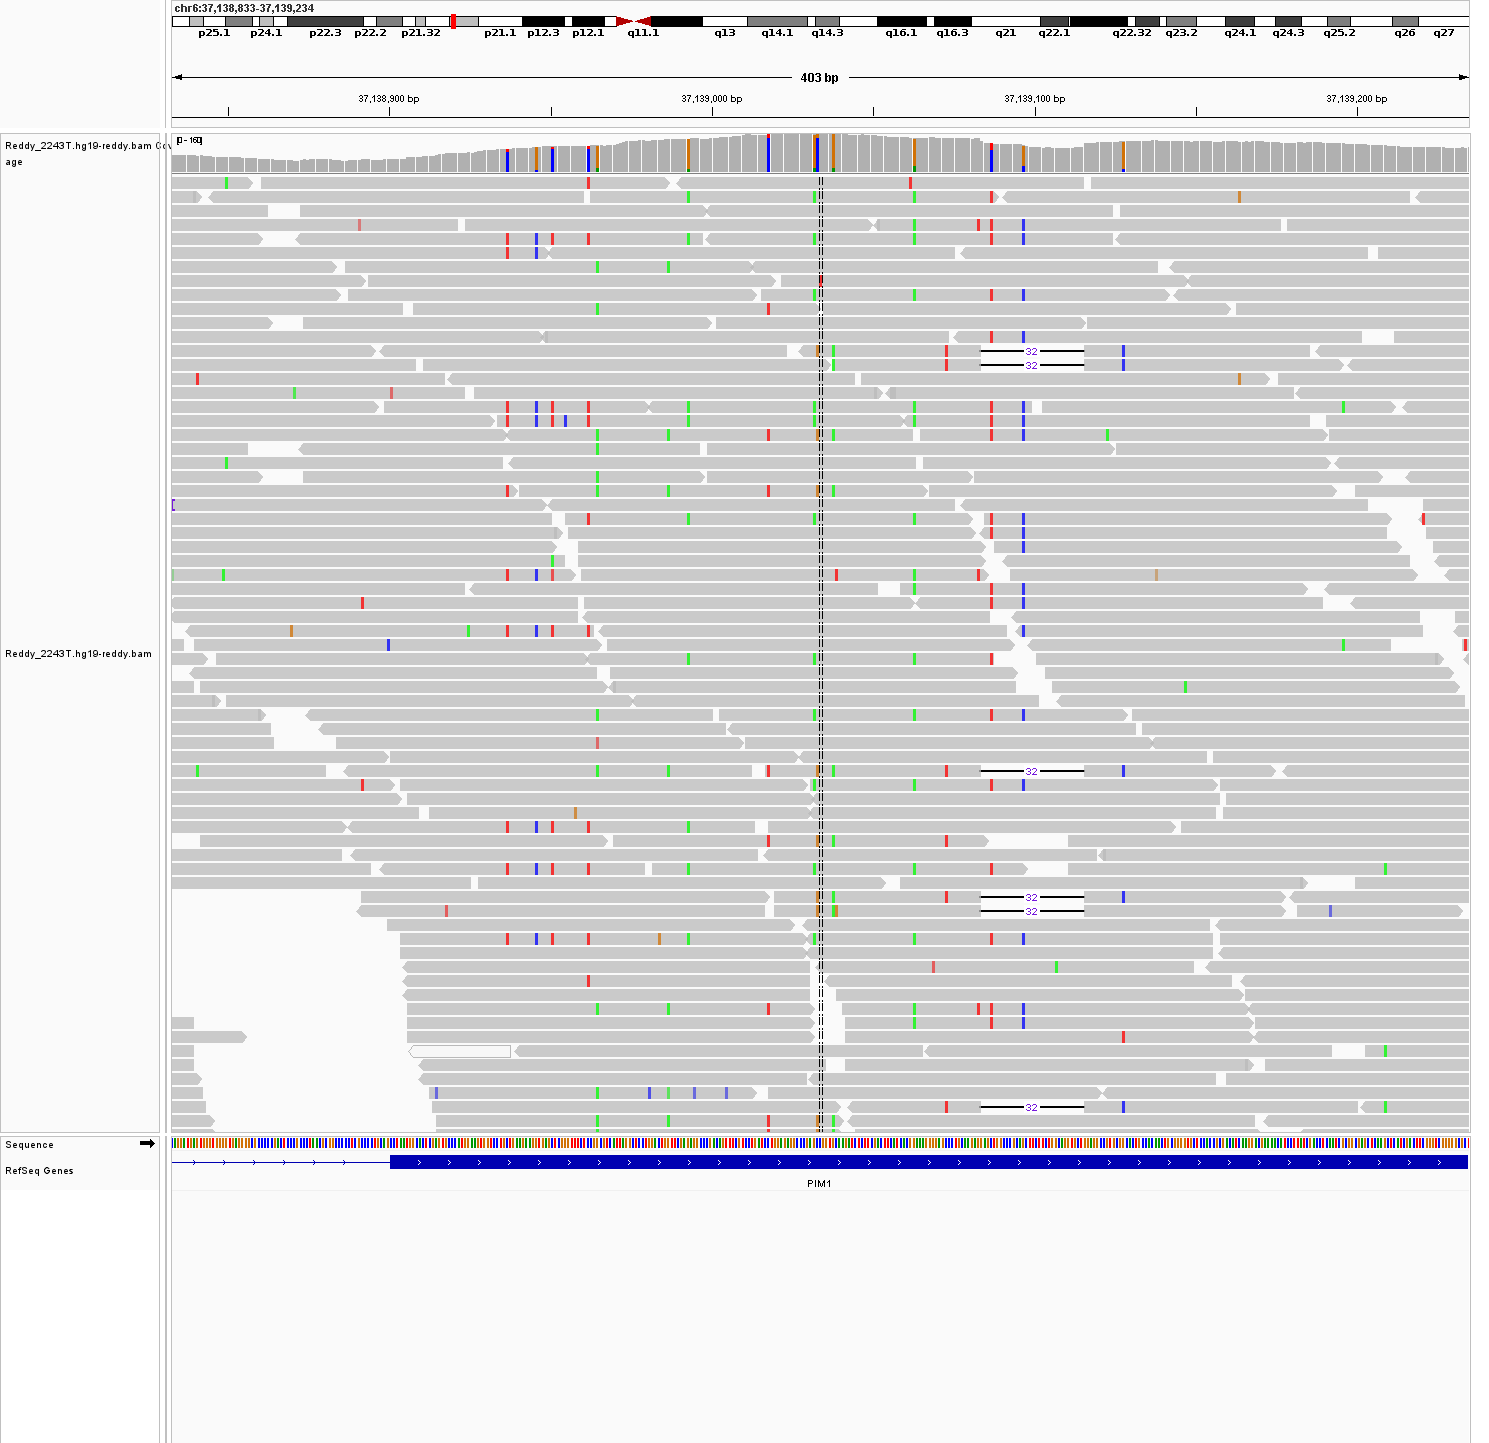 chr6:37,138,833-37,139,234
p25.1 p24.1 p22.3 p22.2 p21.32 p21.1 p12.3 p12.1 q11.1 q13 q14.1 q14.3 q16.1 q16.3 q21 q22.1 q22.32 q23.2 q24.1 q24.3 q25.2 q26 q27
403 bp
37,138,900 bp 37,139,000 bp 37,139,100 bp 37,139,200 bp
Reddy_2243T.hg19-reddy.bam Cov
age
32
32
Reddy_2243T.hg19-reddy.bam
32
32
32
32
Sequence
RefSeq Genes
PIM1